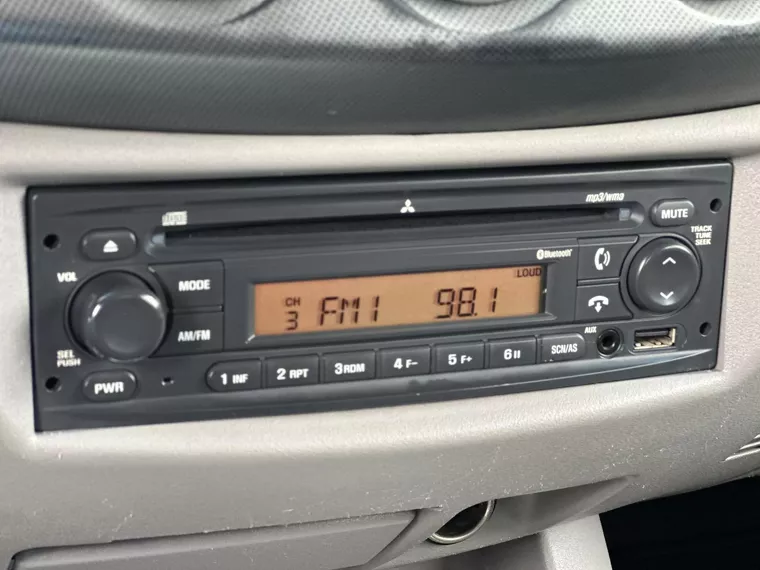 mp3/wma
MUTE
TRACK
TUNE
SEEK
VOL
MODE
Bluetooth
LOUD
CH
3 FM1 98.1
AM/FM
SEL
PUSH
PWR
1 INF
2 RPT
3 RDM
4 F-
5 F+
6 II
SCN/AS
AUX